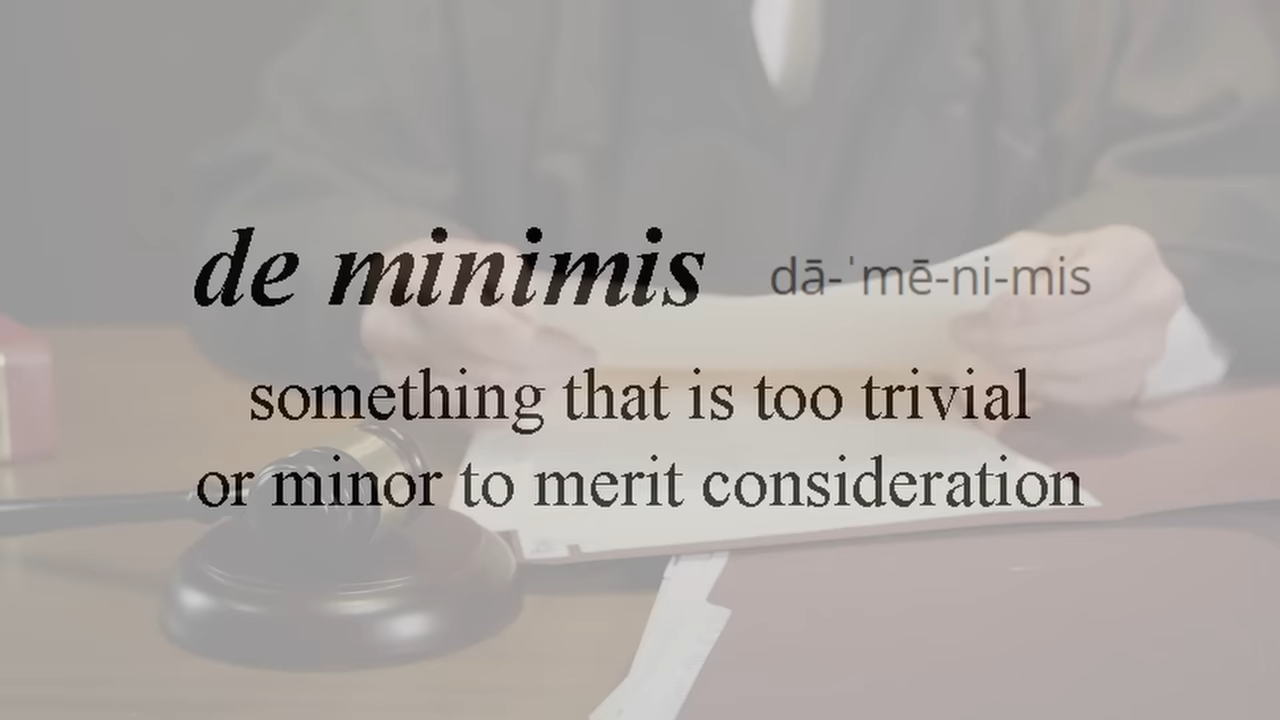 de minimis dā-ˈmē-ni-mis
something that is too trivial
or minor to merit consideration